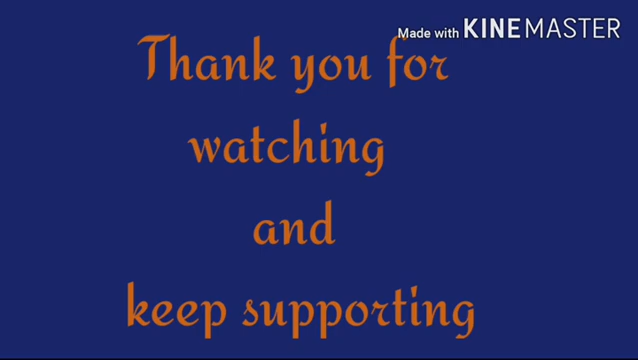 Made with KINEMASTER
Thank you for
watching
and
keep supporting